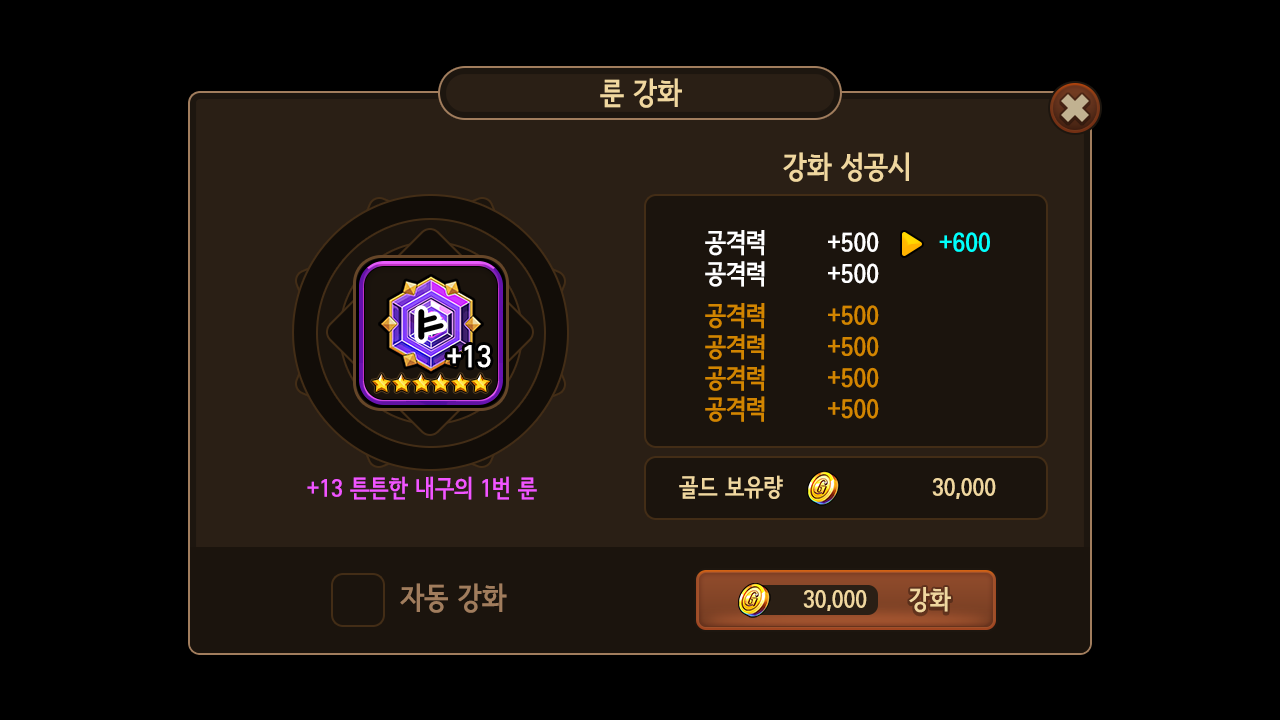 룬 강화
강화 성공시
공격력 +500 +600
공격력 +500
공격력 +500
공격력 +500
공격력 +500
공격력 +500
+13
+13 튼튼한 내구의 1번 룬
골드 보유량 30,000
자동 강화
30,000 강화